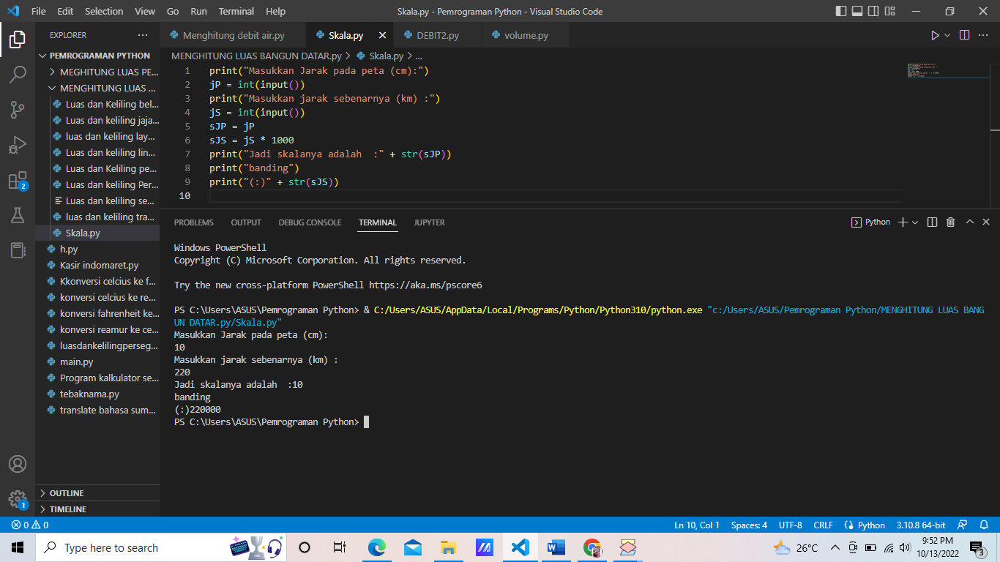 File Edit Selection View Go Run Terminal Help Skala.py - Pemrograman Python - Visual Studio Code
EXPLORER
PEMROGRAMAN PYTHON
MEGHITUNG LUAS PE...
MENGHITUNG LUAS ...
Luas dan Keliling bel...
Luas dan keliling jaja...
luas dan keliling lay...
Luas dan keliling lin...
Luas dan Keliling pe...
Luas dan keliling Per...
Luas dan keliling se...
luas dan keliling tra...
Skala.py
h.py
Kasir indomaret.py
Kkonversi celcius ke f...
konversi celcius ke re...
konversi fahrenheit ke...
konversi reamur ke ce...
luasdankelilingperseg...
main.py
Program kalkulator se...
tebaknama.py
translate bahasa sum...
OUTLINE
TIMELINE
2
1
Menghitung debit air.py Skala.py DEBIT2.py volume.py
MENGHITUNG LUAS BANGUN DATAR.py > Skala.py > ...
1 print("Masukkan Jarak pada peta (cm):")
2 jP = int(input())
3 print("Masukkan jarak sebenarnya (km) :")
4 jS = int(input())
5 sJP = jP
6 sJS = jS * 1000
7 print("Jadi skalanya adalah  :" + str(sJP))
8 print("banding")
9 print("(:)" + str(sJS))
10
PROBLEMS OUTPUT DEBUG CONSOLE TERMINAL JUPYTER Python
Windows PowerShell
Copyright (C) Microsoft Corporation. All rights reserved.
Try the new cross-platform PowerShell https://aka.ms/pscore6
PS C:\Users\ASUS\Pemrograman Python> & C:/Users/ASUS/AppData/Local/Programs/Python/Python310/python.exe "c:/Users/ASUS/Pemrograman Python/MENGHITUNG LUAS BANG
UN DATAR.py/Skala.py"
Masukkan Jarak pada peta (cm):
10
Masukkan jarak sebenarnya (km) :
220
Jadi skalanya adalah  :10
banding
(:)220000
PS C:\Users\ASUS\Pemrograman Python>
0 0 Ln 10, Col 1 Spaces: 4 UTF-8 CRLF Python 3.10.8 64-bit
Type here to search 26°C 9:52 PM
10/13/2022
3